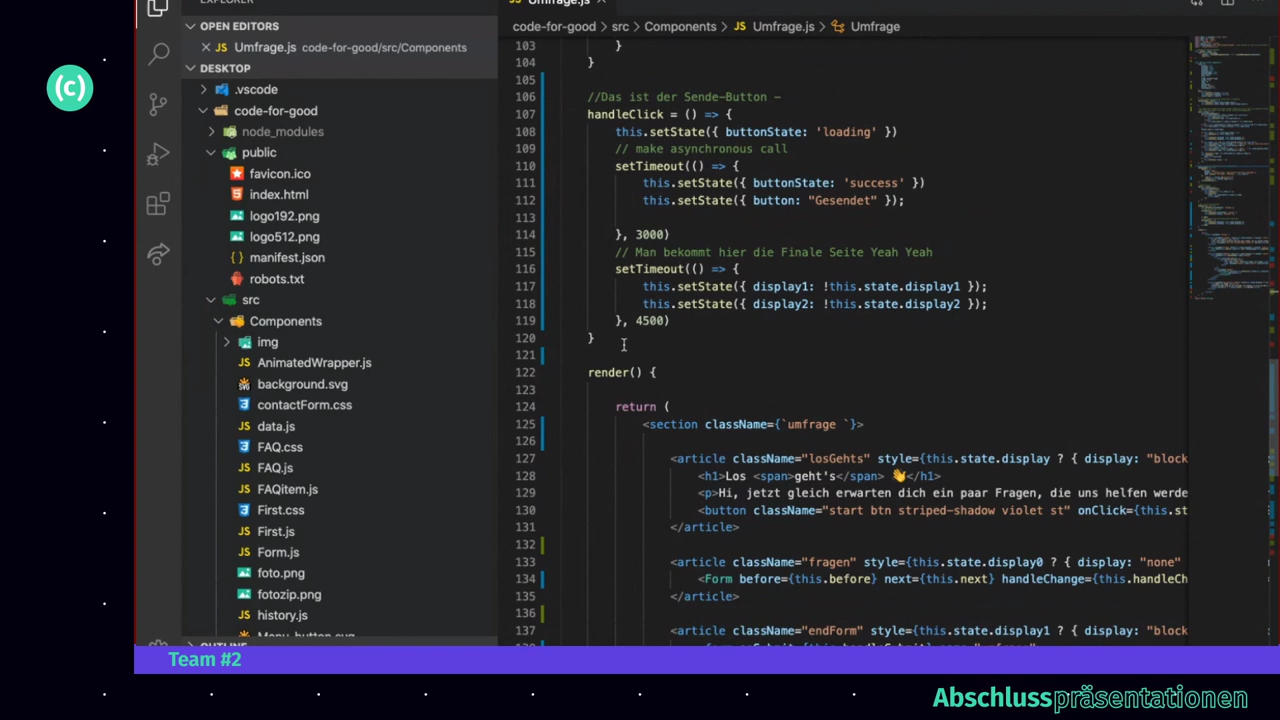 EXPLORER
Umfrage.js ×
OPEN EDITORS
× JS Umfrage.js code-for-good/src/Components
DESKTOP
.vscode
code-for-good
node_modules
public
favicon.ico
index.html
logo192.png
logo512.png
manifest.json
robots.txt
src
Components
img
JS AnimatedWrapper.js
background.svg
contactForm.css
JS data.js
FAQ.css
JS FAQ.js
JS FAQitem.js
First.css
JS First.js
JS Form.js
foto.png
fotozip.png
JS history.js
Menu_button.svg
OUTLINE
code-for-good > src > Components > JS Umfrage.js > Umfrage
103 }
104 }
105
106 //Das ist der Sende-Button -
107 handleClick = () => {
108 this.setState({ buttonState: 'loading' })
109 // make asynchronous call
110 setTimeout(() => {
111 this.setState({ buttonState: 'success' })
112 this.setState({ button: "Gesendet" });
113
114 }, 3000)
115 // Man bekommt hier die Finale Seite Yeah Yeah
116 setTimeout(() => {
117 this.setState({ display1: !this.state.display1 });
118 this.setState({ display2: !this.state.display2 });
119 }, 4500)
120 }
121
122 render() {
123
124 return (
125 <section className={`umfrage `}>
126
127 <article className="losGehts" style={this.state.display ? { display: "block
128 <h1>Los <span>geht's</span> 👋</h1>
129 <p>Hi, jetzt gleich erwarten dich ein paar Fragen, die uns helfen werde
130 <button className="start btn striped-shadow violet st" onClick={this.st
131 </article>
132
133 <article className="fragen" style={this.state.display0 ? { display: "none"
134 <Form before={this.before} next={this.next} handleChange={this.handleCh
135 </article>
136
137 <article className="endForm" style={this.state.display1 ? { display: "block
(c)
Team #2
Abschlusspräsentationen